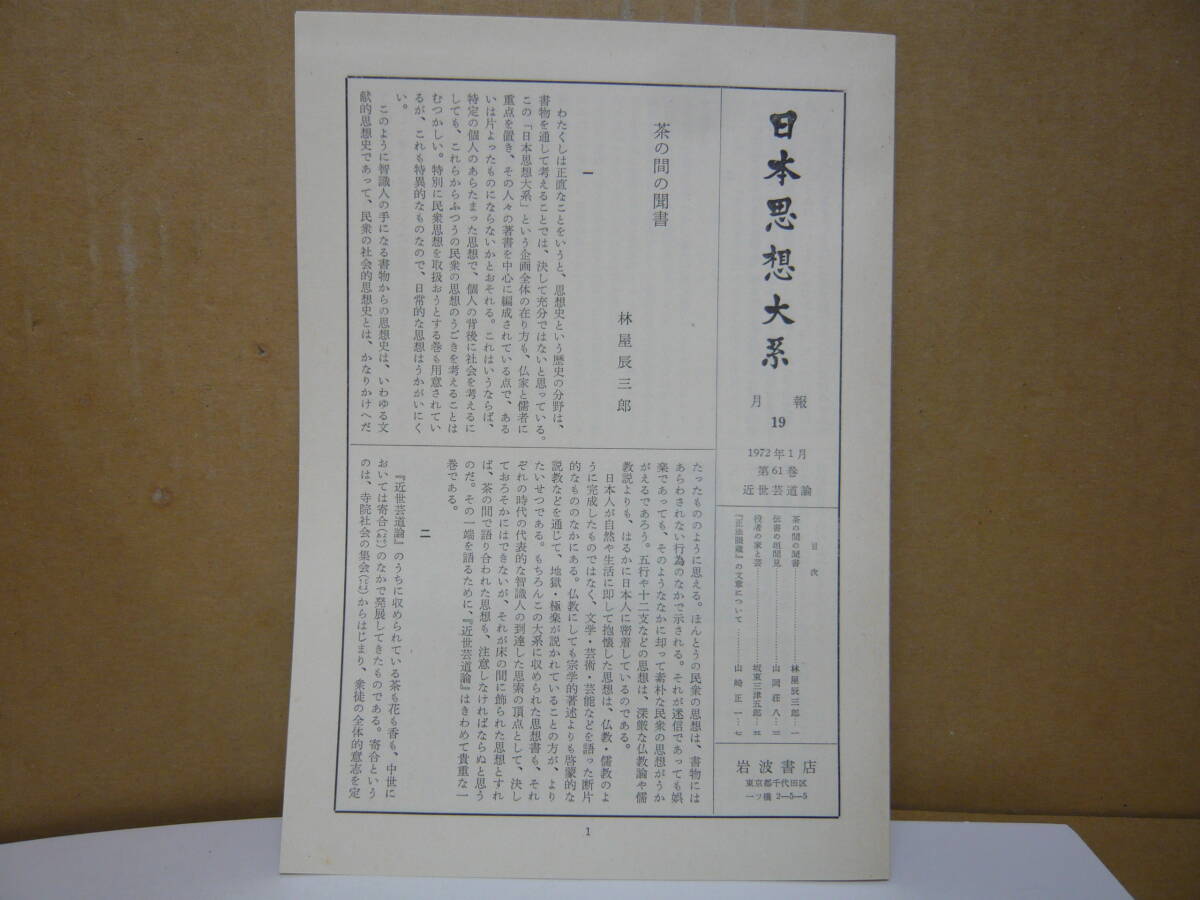 日本思想大系
月報
19
1972年1月
第61巻
近世芸道論
目次
茶の間の聞書 林屋辰三郎 一
伝書の垣間見 山岡荘八 三
役者の家と芸 坂東三津五郎 五
『正法眼蔵』の文章について 山崎正一 七
岩波書店
東京都千代田区
一ツ橋2―5―5
茶の間の聞書
林屋辰三郎
一
わたくしは正直なことをいうと、思想史という歴史の分野は、
書物を通して考えることでは、決して充分ではないと思っている。
この「日本思想大系」という企画全体の在り方も、仏家と儒者に
重点を置き、その人々の著書を中心に編成されている点で、ある
いは片よったものにならないかとおそれる。これはいうならば、
特定の個人のあらたまった思想で、個人の背後に社会を考えるに
しても、これらからふつうの民衆の思想のうごきを考えることは
むつかしい。特別に民衆思想を取扱おうとする巻も用意されてい
るが、これも特異的なものなので、日常的な思想はうかがいにく
い。
このように智識人の手になる書物からの思想史は、いわゆる文
献的思想史であって、民衆の社会的思想史とは、かなりかけへだ
たったもののように思える。ほんとうの民衆の思想は、書物には
あらわされない行為のなかで示される。それが迷信であっても娯
楽であっても、そのようななかに却って素朴な民衆の思想がうか
がえるであろう。五行や十二支などの思想は、深厳な仏教論や儒
教説よりも、はるかに日本人に密着しているのである。
日本人が自然や生活に即して抱懐した思想は、仏教・儒教のよ
うに完成したものではなく、文学・芸術・芸能などを語った断片
的なもののなかにある。仏教にしても宗学的著述よりも啓蒙的な
説教などを通じて、地獄・極楽が説かれていることの方が、より
たいせつである。もちろんこの大系に収められた思想書も、それ
ぞれの時代の代表的な智識人の到達した思索の頂点として、決し
ておろそかにはできないが、それが床の間に飾られた思想とすれ
ば、茶の間で語り合わされた思想も、注意しなければならぬと思う
のだ。その一端を語るために、『近世芸道論』はきわめて貴重な一
巻である。
二
『近世芸道論』のうちに収められている茶も花も香も、中世に
おいては寄合のなかで発展してきたものである。寄合という
のは、寺院社会の集会からはじまり、衆徒の全体的意志を定
1